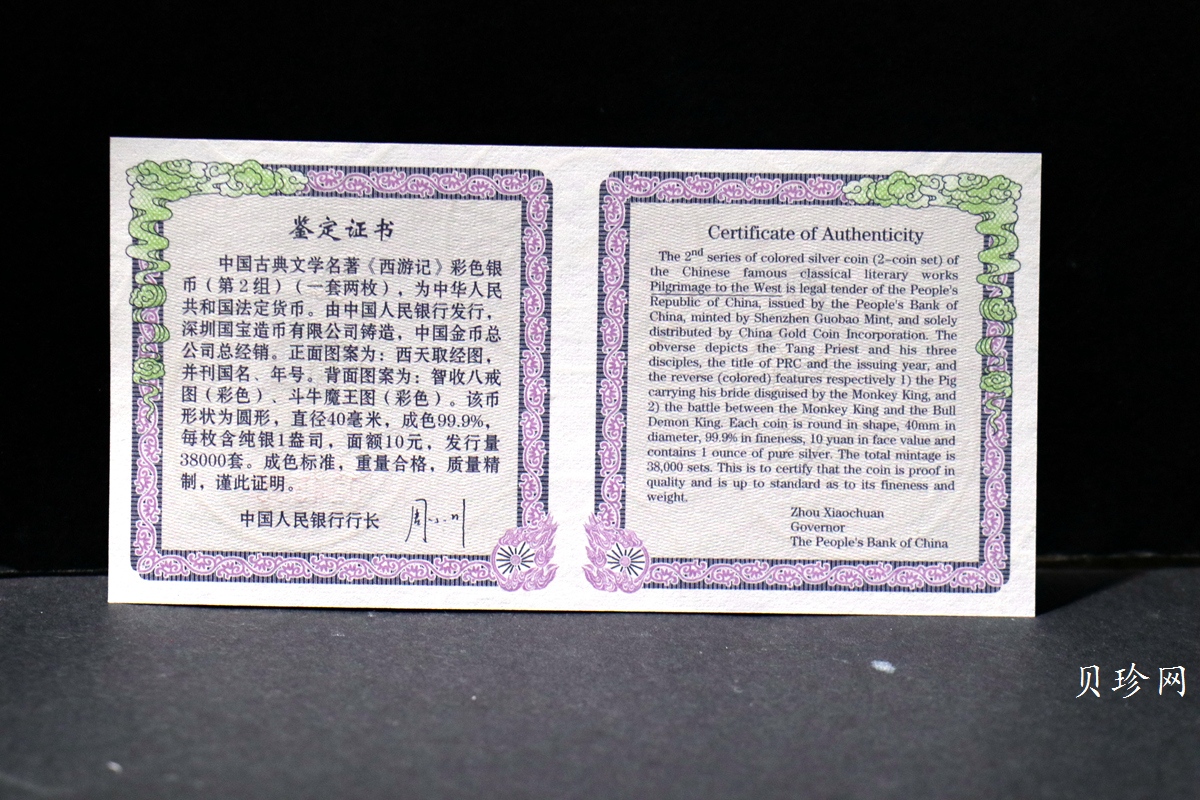 鉴定证书
中国古典文学名著《西游记》彩色银
币（第2组）（一套两枚），为中华人民
共和国法定货币。由中国人民银行发行，
深圳国宝造币有限公司铸造，中国金币总
公司总经销。正面图案为：西天取经图，
并刊国名、年号。背面图案为：智收八戒
图（彩色）、斗牛魔王图（彩色）。该币
形状为圆形，直径40毫米，成色99.9%，
每枚含纯银1盎司，面额10元，发行量
38000套。成色标准，重量合格，质量精
制，谨此证明。
中国人民银行行长 周小川
Certificate of Authenticity
The 2nd series of colored silver coin (2-coin set) of
the Chinese famous classical literary works
Pilgrimage to the West is legal tender of the People's
Republic of China, issued by the People's Bank of
China, minted by Shenzhen Guobao Mint, and solely
distributed by China Gold Coin Incorporation. The
obverse depicts the Tang Priest and his three
disciples, the title of PRC and the issuing year, and
the reverse (colored) features respectively 1) the Pig
carrying his bride disguised by the Monkey King, and
2) the battle between the Monkey King and the Bull
Demon King. Each coin is round in shape, 40mm in
diameter, 99.9% in fineness, 10 yuan in face value and
contains 1 ounce of pure silver. The total mintage is
38,000 sets. This is to certify that the coin is proof in
quality and is up to standard as to its fineness and
weight.
Zhou Xiaochuan
Governor
The People's Bank of China
贝珍网